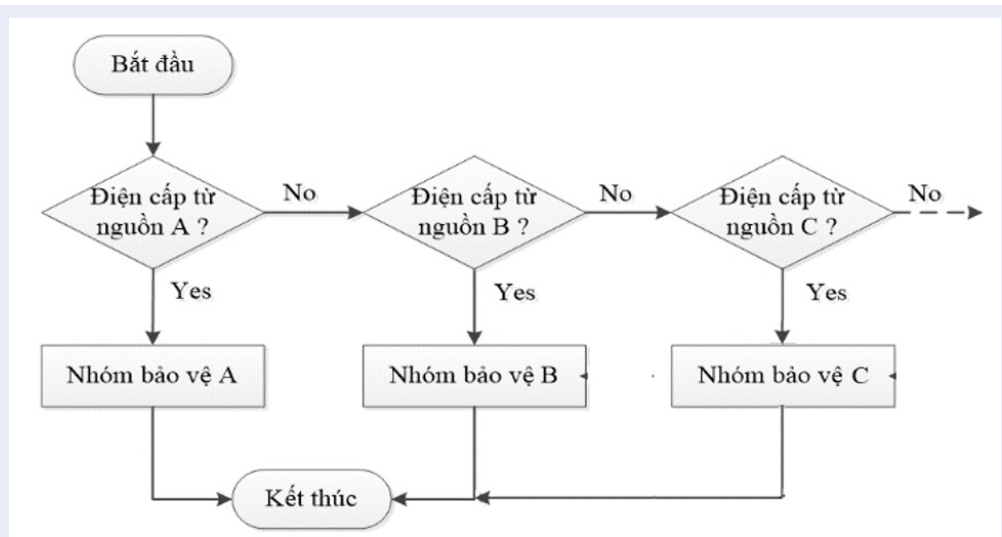 Bắt đầu
Điện cấp từ
nguồn A ?
No
Điện cấp từ
nguồn B ?
No
Điện cấp từ
nguồn C ?
No
Yes
Yes
Yes
Nhóm bảo vệ A
Nhóm bảo vệ B
Nhóm bảo vệ C
Kết thúc